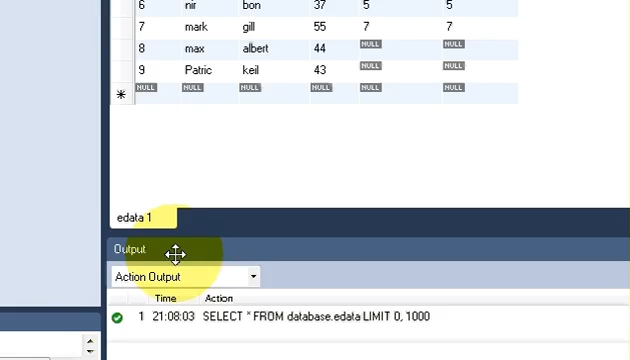 6 nir bon 37 5 5
7 mark gill 55 7 7
8 max albert 44 NULL NULL
9 Patric keil 43 NULL NULL
* NULL NULL NULL NULL NULL NULL
edata 1
Output
Action Output
Time Action
1 21:08:03 SELECT * FROM database.edata LIMIT 0, 1000